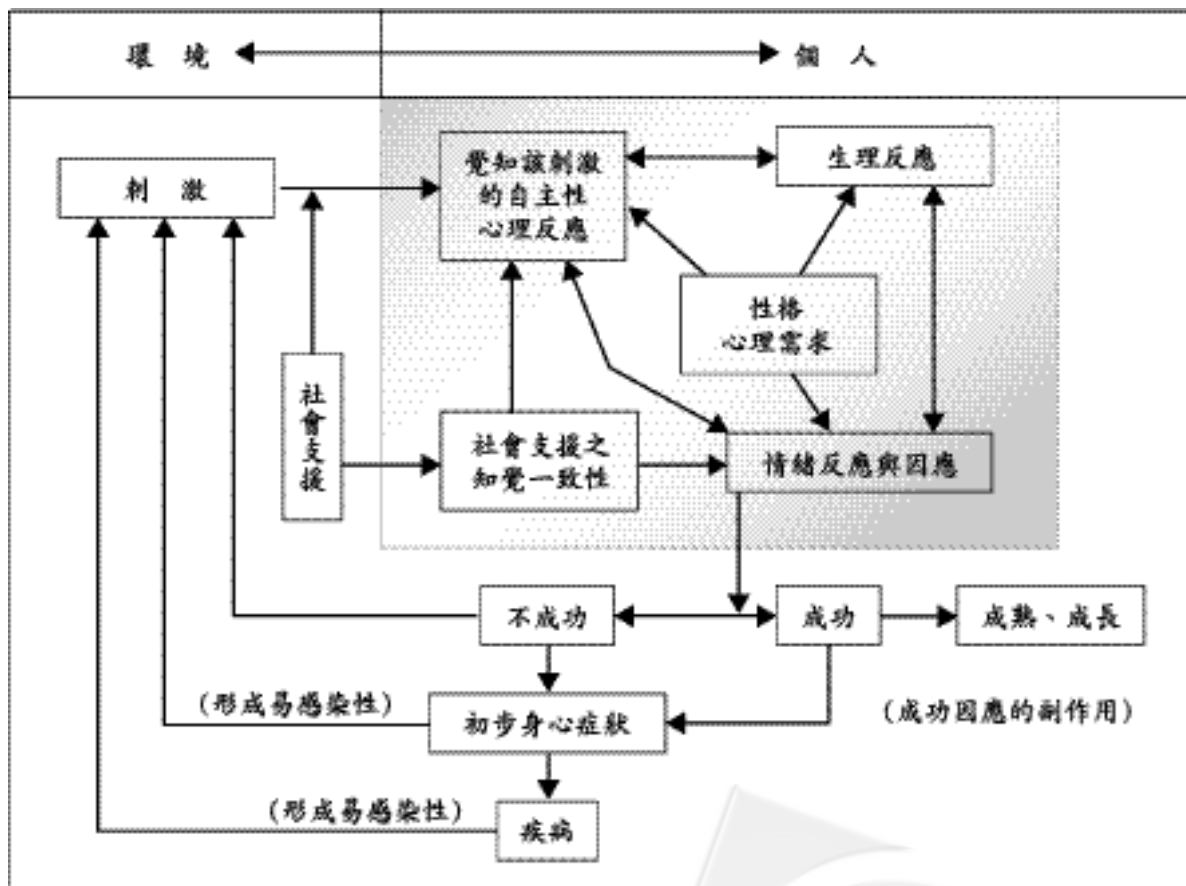 環 境
個 人
刺 激
覺知該刺激
的自主性
心理反應
生理反應
性格
心理需求
社會支援
社會支援之
知覺一致性
情緒反應與因應
不成功
成功
成熟、成長
(形成易感染性)
初步身心症狀
(成功因應的副作用)
(形成易感染性)
疾病